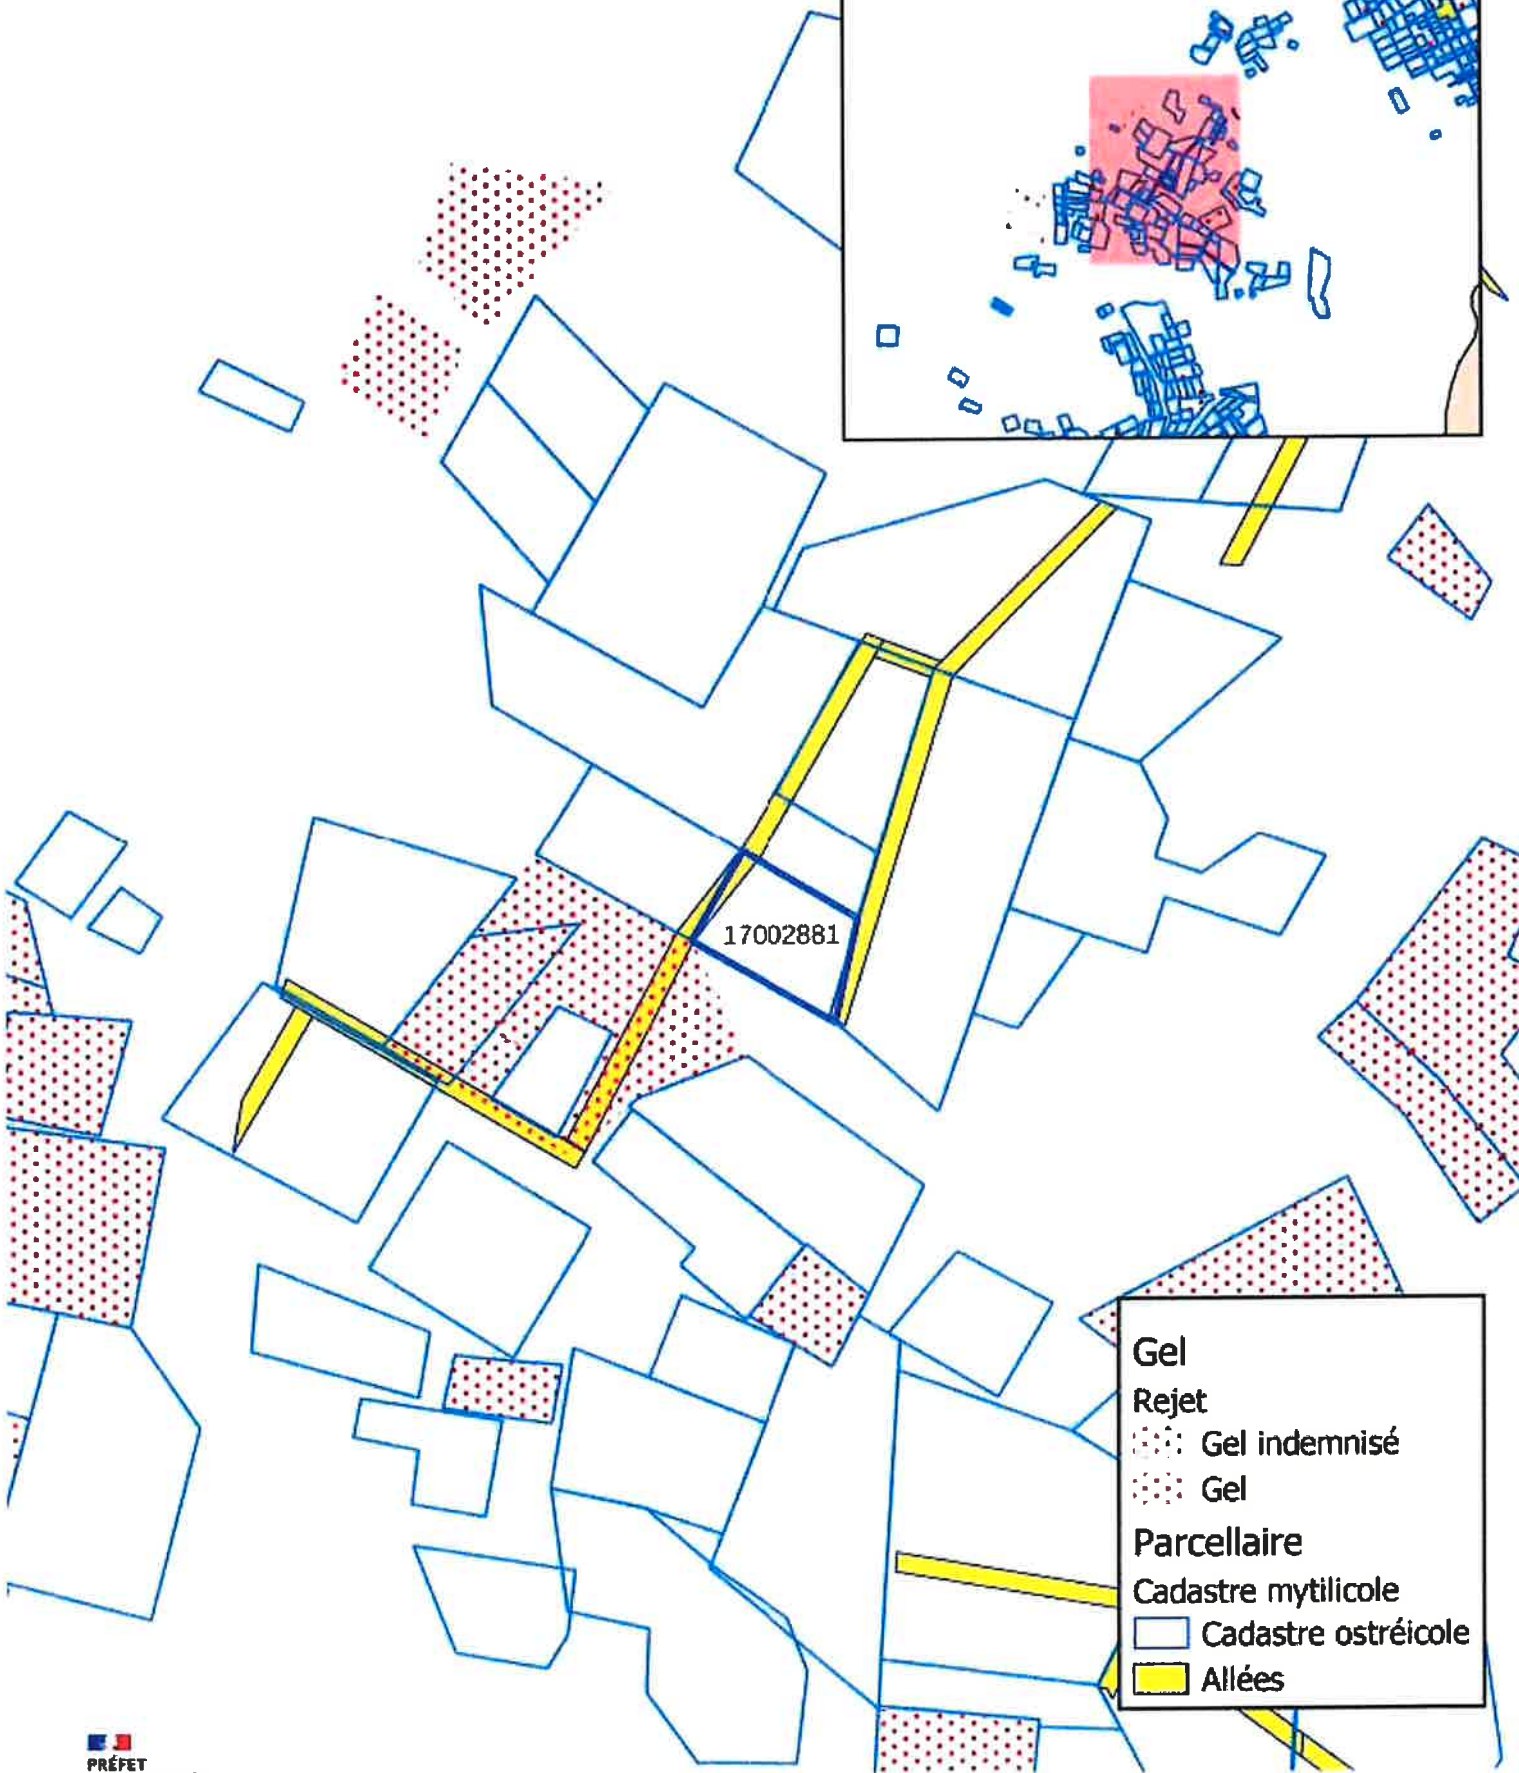 17002881
Gel
Rejet
Gel indemnisé
Gel
Parcellaire
Cadastre mytilicole
Cadastre ostréicole
Allées
PRÉFET